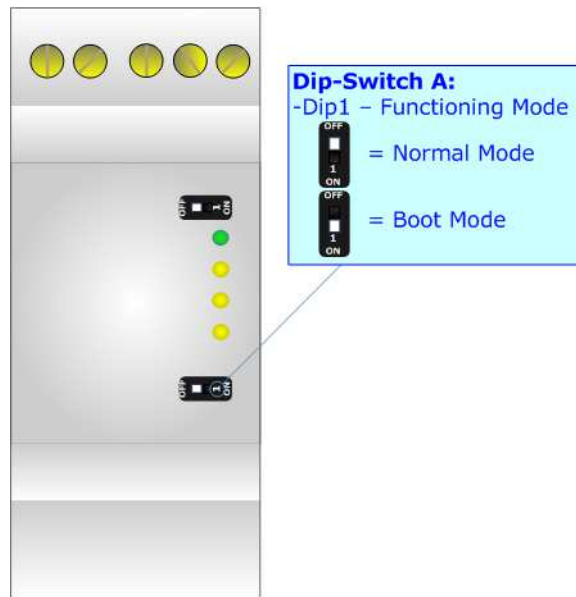 Dip-Switch A:
-Dip1 – Functioning Mode
OFF
1
ON
= Normal Mode
OFF
1
ON
= Boot Mode
OFF
1
ON
OFF
1
ON